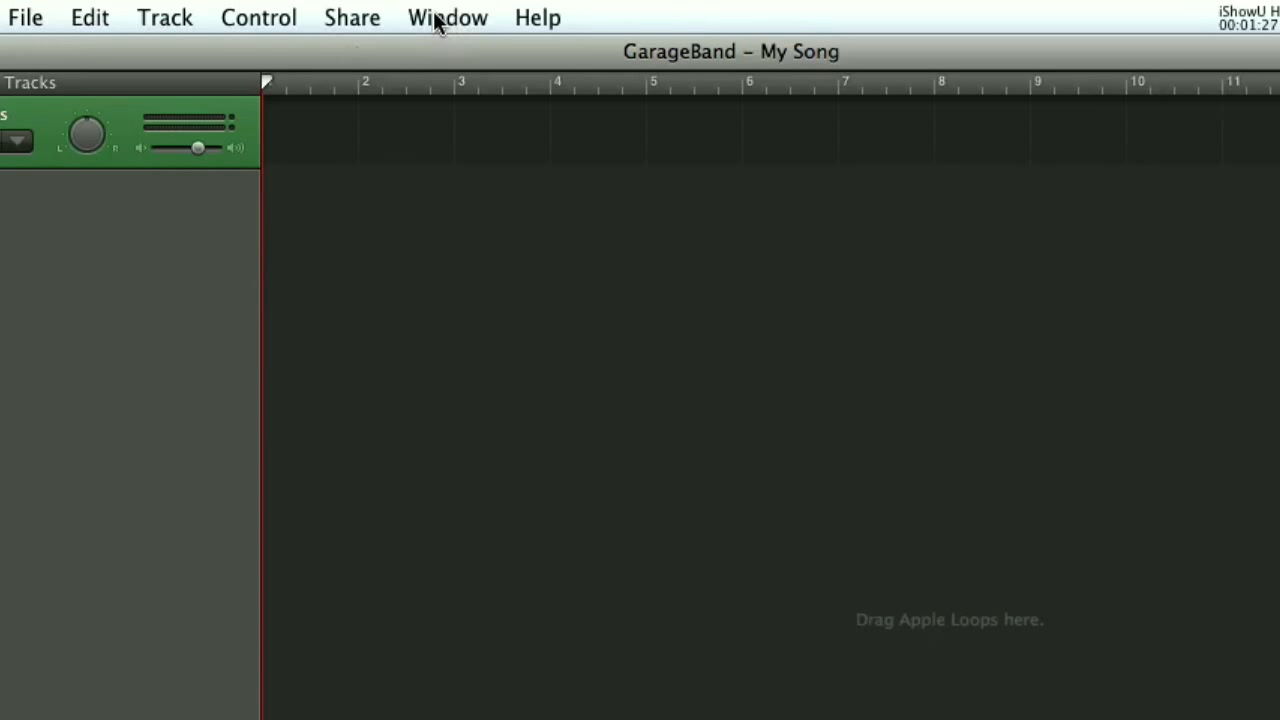 File Edit Track Control Share Window Help
iShowU H
00:01:27
GarageBand – My Song
Tracks
2 3 4 5 6 7 8 9 10 11
s
L R
Drag Apple Loops here.